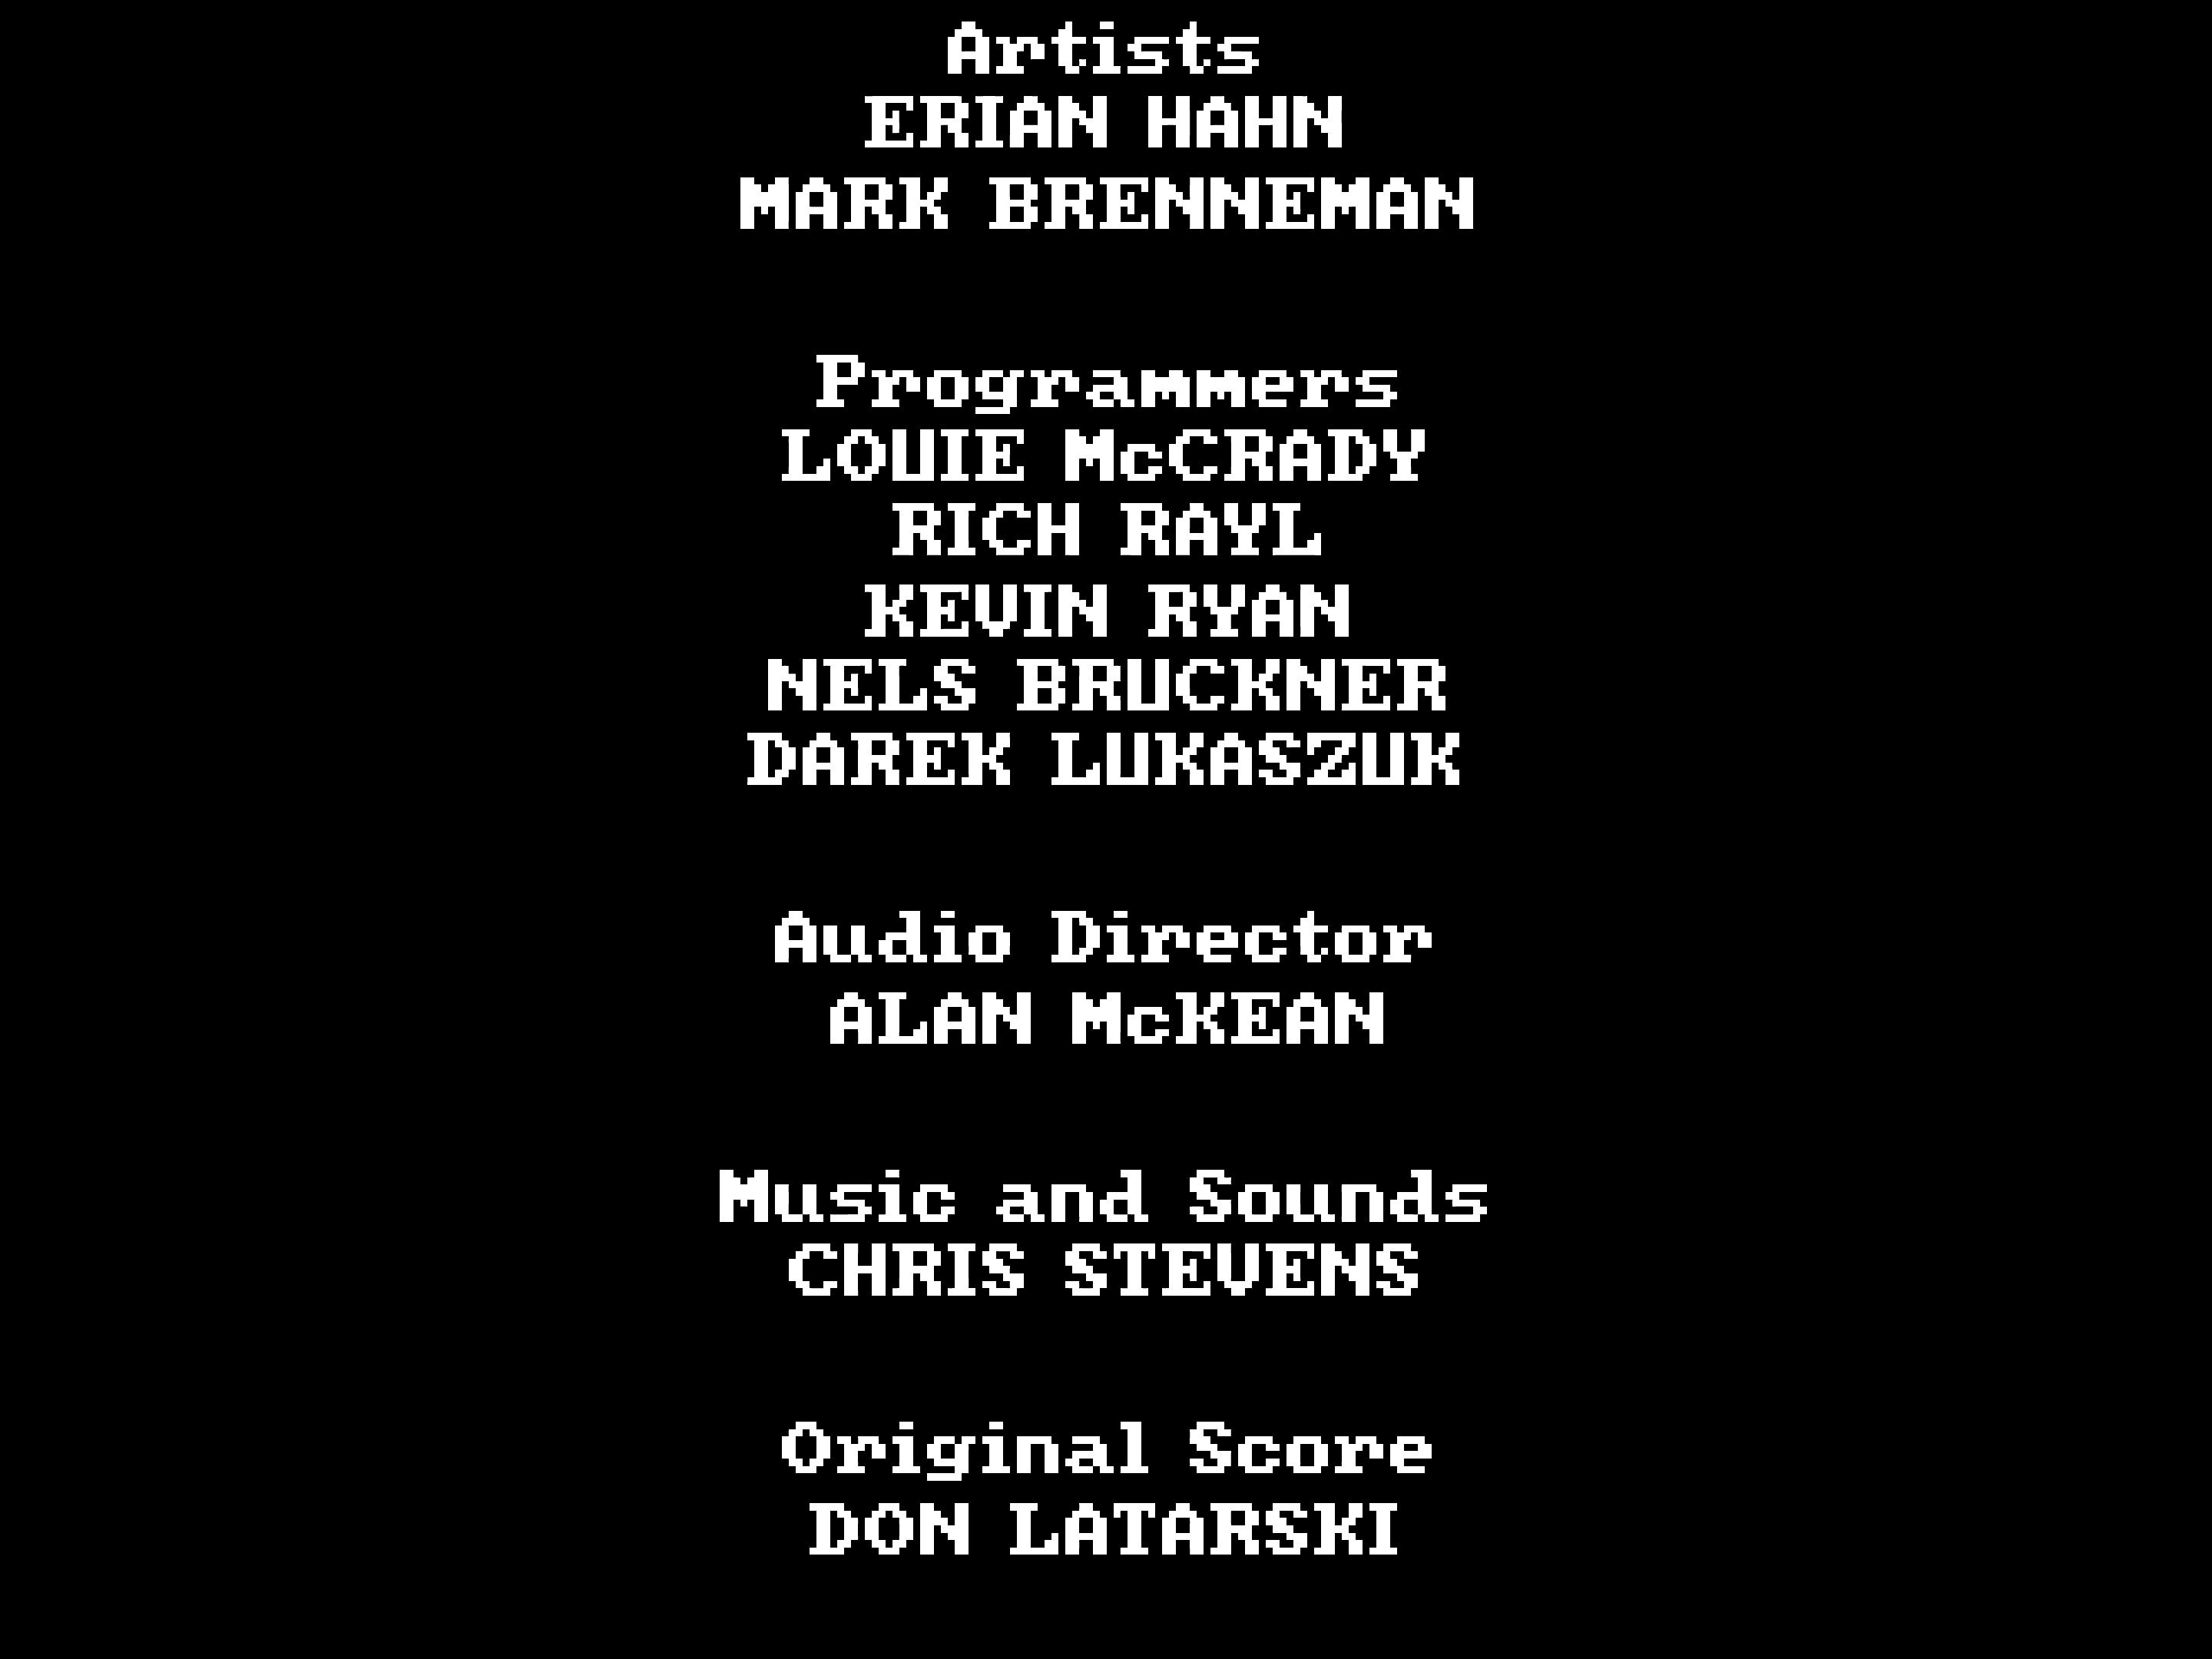 Artists
ERIAN HAHN
MARK BRENNEMAN
Programmers
LOUIE McCRADY
RICH RAYL
KEVIN RYAN
NELS BRUCKNER
DAREK LUKASZUK
Audio Director
ALAN McKEAN
Music and Sounds
CHRIS STEVENS
Original Score
DON LATARSKI